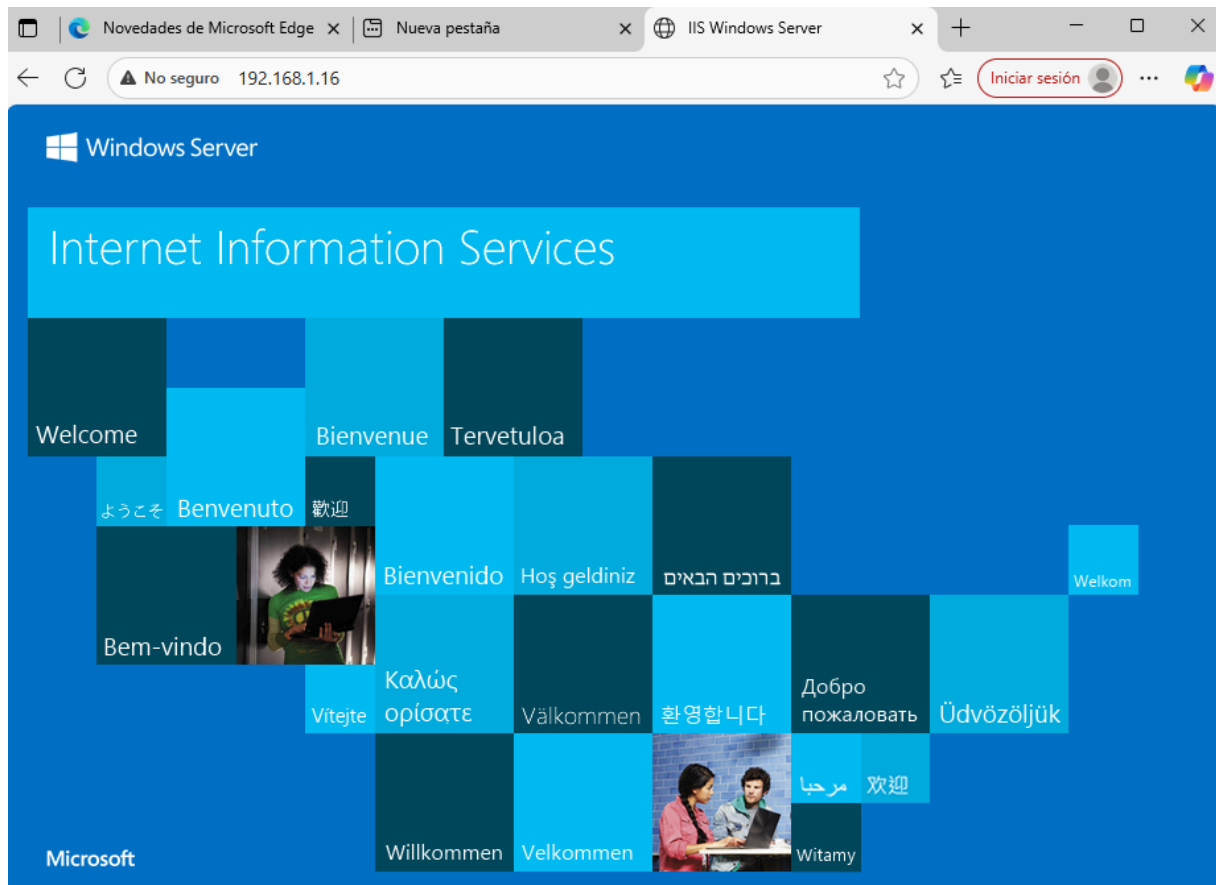 Novedades de Microsoft Edge
Nueva pestaña
IIS Windows Server
No seguro 192.168.1.16
Iniciar sesión
Windows Server
Internet Information Services
Welcome
Bienvenue
Tervetuloa
ようこそ
Benvenuto
歡迎
Bienvenido
Hoş geldiniz
ברוכים הבאים
Welkom
Bem-vindo
Vítejte
Καλώς
ορίσατε
Välkommen
환영합니다
Добро
пожаловать
Üdvözöljük
Willkommen
Velkommen
مرحبا
欢迎
Witamy
Microsoft